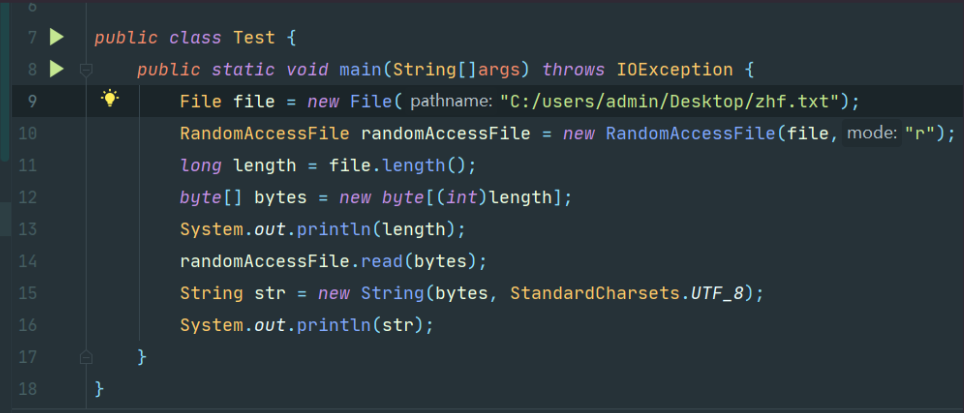 6
7 public class Test {
8 public static void main(String[]args) throws IOException {
9 File file = new File( pathname: "C:/users/admin/Desktop/zhf.txt");
10 RandomAccessFile randomAccessFile = new RandomAccessFile(file, mode: "r");
11 long length = file.length();
12 byte[] bytes = new byte[(int)length];
13 System.out.println(length);
14 randomAccessFile.read(bytes);
15 String str = new String(bytes, StandardCharsets.UTF_8);
16 System.out.println(str);
17 }
18 }